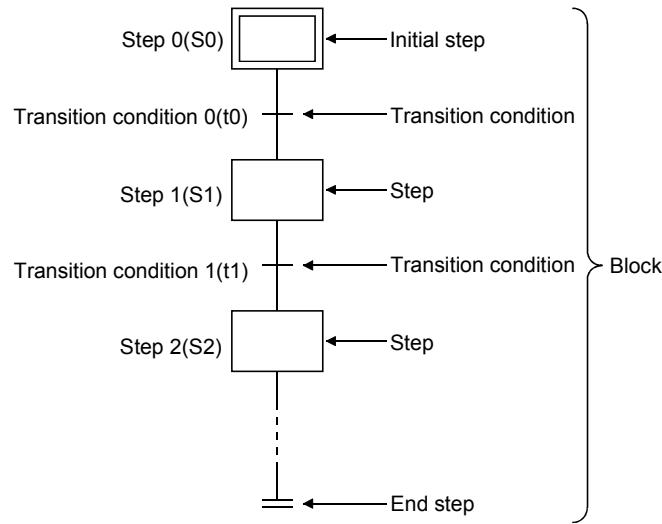 Step 0(S0)
Initial step
Transition condition 0(t0)
Transition condition
Step 1(S1)
Step
Transition condition 1(t1)
Transition condition
Block
Step 2(S2)
Step
End step